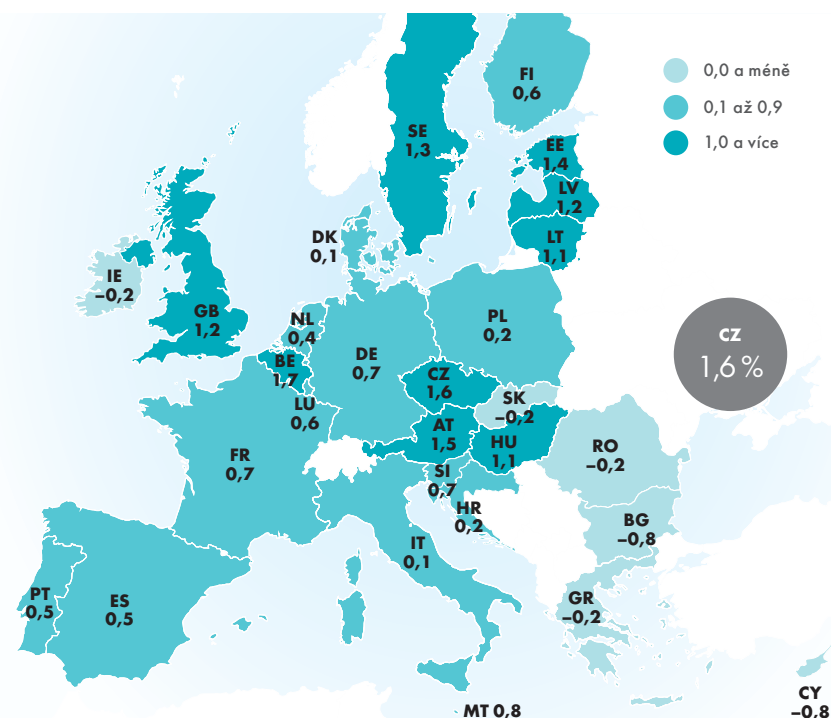 0,0 a méně
0,1 až 0,9
1,0 a více
FI
0,6
SE
1,3
EE
1,4
LV
1,2
LT
1,1
DK
0,1
IE
–0,2
GB
1,2
NL
0,4
PL
0,2
CZ
1,6 %
BE
1,7
DE
0,7
CZ
1,6
SK
–0,2
LU
0,6
AT
1,5
HU
1,1
RO
–0,2
FR
0,7
SI
0,7
HR
0,2
BG
–0,8
IT
0,1
PT
0,5
ES
0,5
GR
–0,2
MT 0,8
CY
–0,8